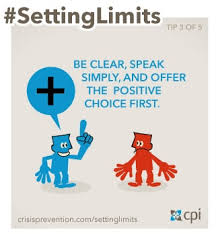 #SettingLimits
TIP 3 OF 5
BE CLEAR, SPEAK
SIMPLY, AND OFFER
THE POSITIVE
CHOICE FIRST.
+
crisisprevention.com/settinglimits
cpi